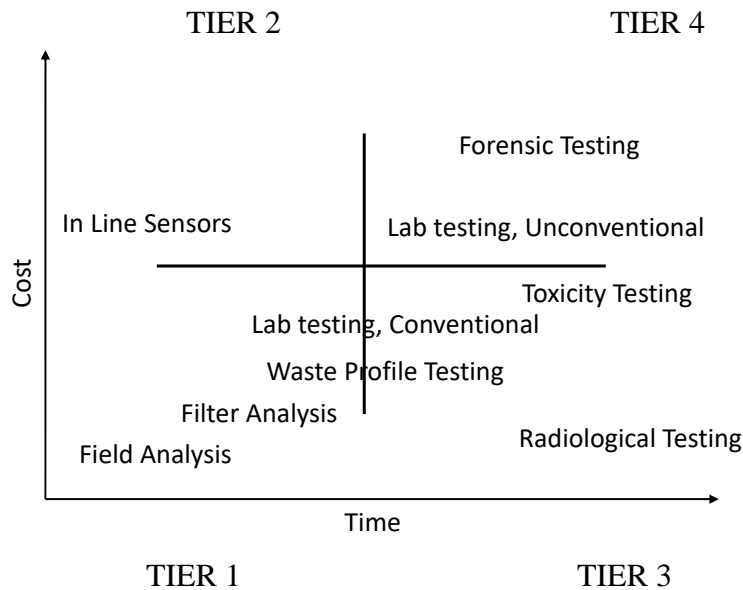 TIER 2
TIER 4
Forensic Testing
In Line Sensors
Lab testing, Unconventional
Cost
Toxicity Testing
Lab testing, Conventional
Waste Profile Testing
Filter Analysis
Radiological Testing
Field Analysis
Time
TIER 1
TIER 3